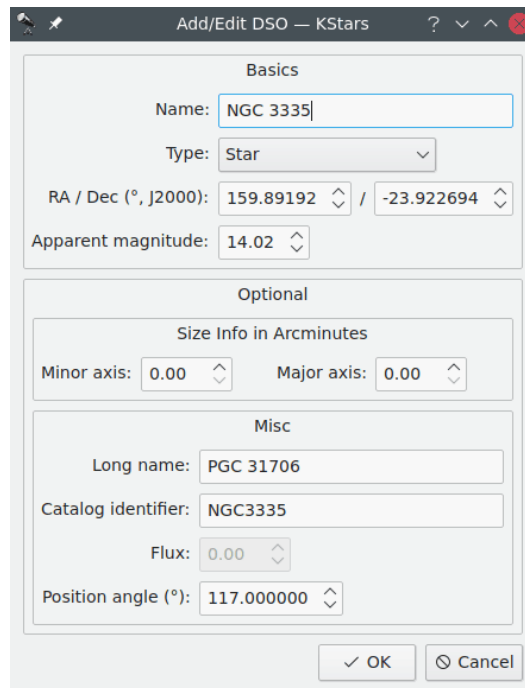 Add/Edit DSO — KStars
Basics
Name: NGC 3335
Type: Star
RA / Dec (°, J2000): 159.89192 / -23.922694
Apparent magnitude: 14.02
Optional
Size Info in Arcminutes
Minor axis: 0.00 Major axis: 0.00
Misc
Long name: PGC 31706
Catalog identifier: NGC3335
Flux: 0.00
Position angle (°): 117.000000
OK Cancel